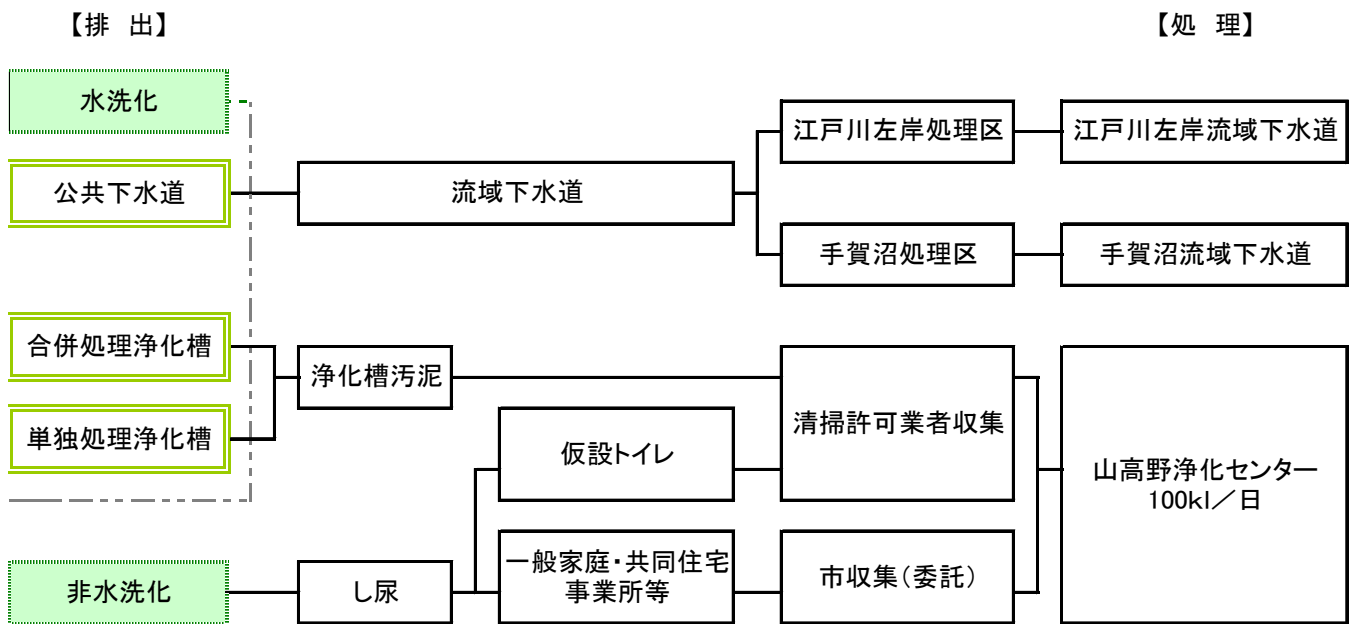 【排 出】
【処 理】
水洗化
江戸川左岸処理区
江戸川左岸流域下水道
公共下水道
流域下水道
手賀沼処理区
手賀沼流域下水道
合併処理浄化槽
浄化槽汚泥
清掃許可業者収集
単独処理浄化槽
仮設トイレ
山高野浄化センター
100kl／日
非水洗化
し尿
一般家庭・共同住宅
事業所等
市収集（委託）